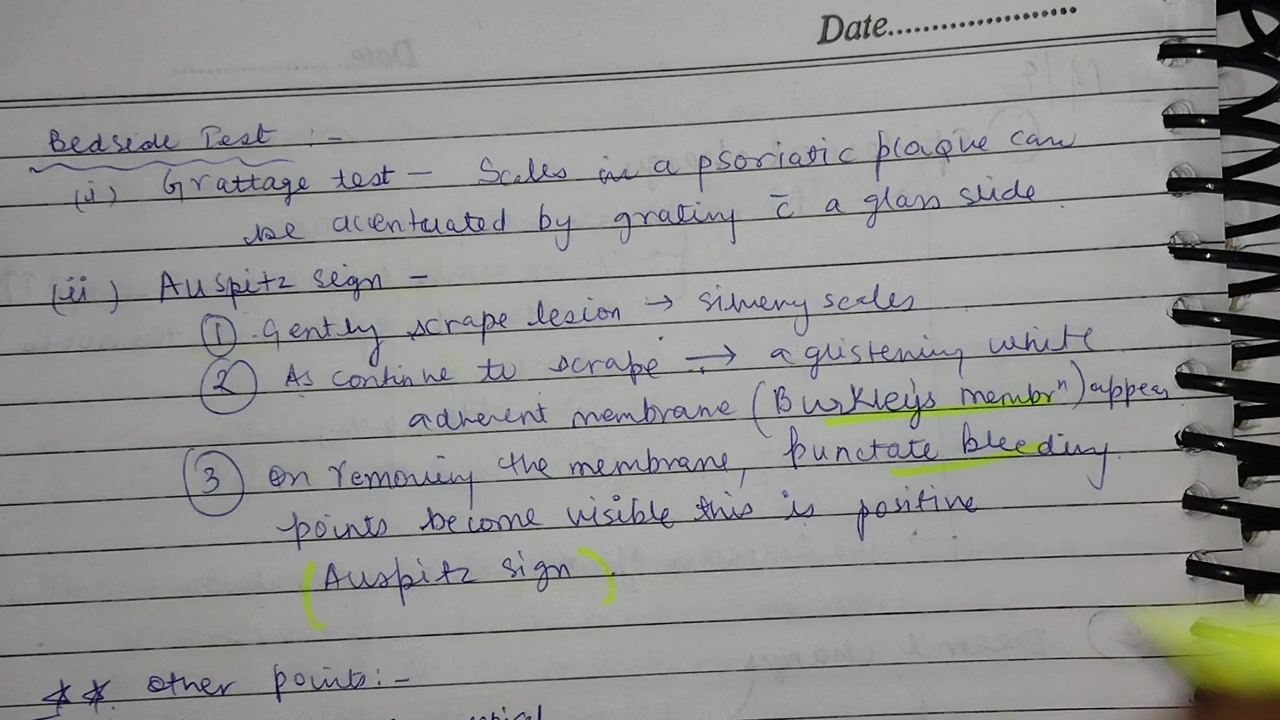 Date.....................
Bedside Test :-
(i) Grattage test - Scales in a psoriatic plaque can
be accentuated by grating c̄ a glass slide.
(ii) Auspitz sign -
① Gently scrape lesion → silvery scales
② As continue to scrape → a glistening white
adherent membrane (Burkley's membrⁿ) appear
③ on removing the membrane, punctate bleeding
points become visible this is positive
(Auspitz sign)
** other points:-